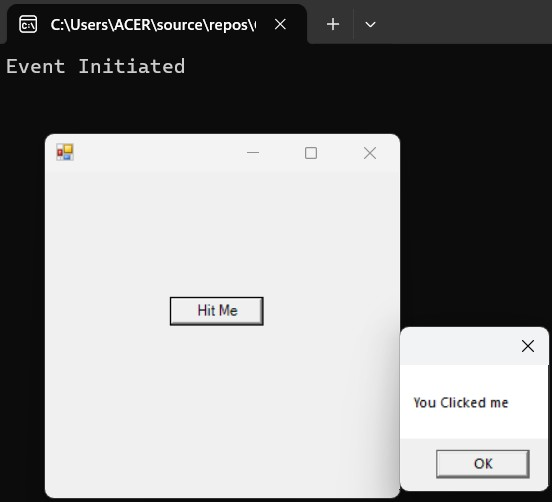 C:\Users\ACER\source\repos\
Event Initiated
Hit Me
You Clicked me
OK